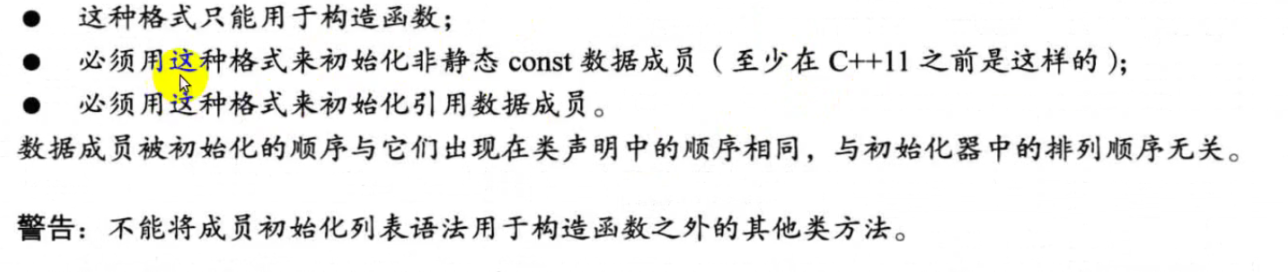 ● 这种格式只能用于构造函数；
● 必须用这种格式来初始化非静态 const 数据成员（至少在 C++11 之前是这样的）；
● 必须用这种格式来初始化引用数据成员。
数据成员被初始化的顺序与它们出现在类声明中的顺序相同，与初始化器中的排列顺序无关。
警告：不能将成员初始化列表语法用于构造函数之外的其他类方法。